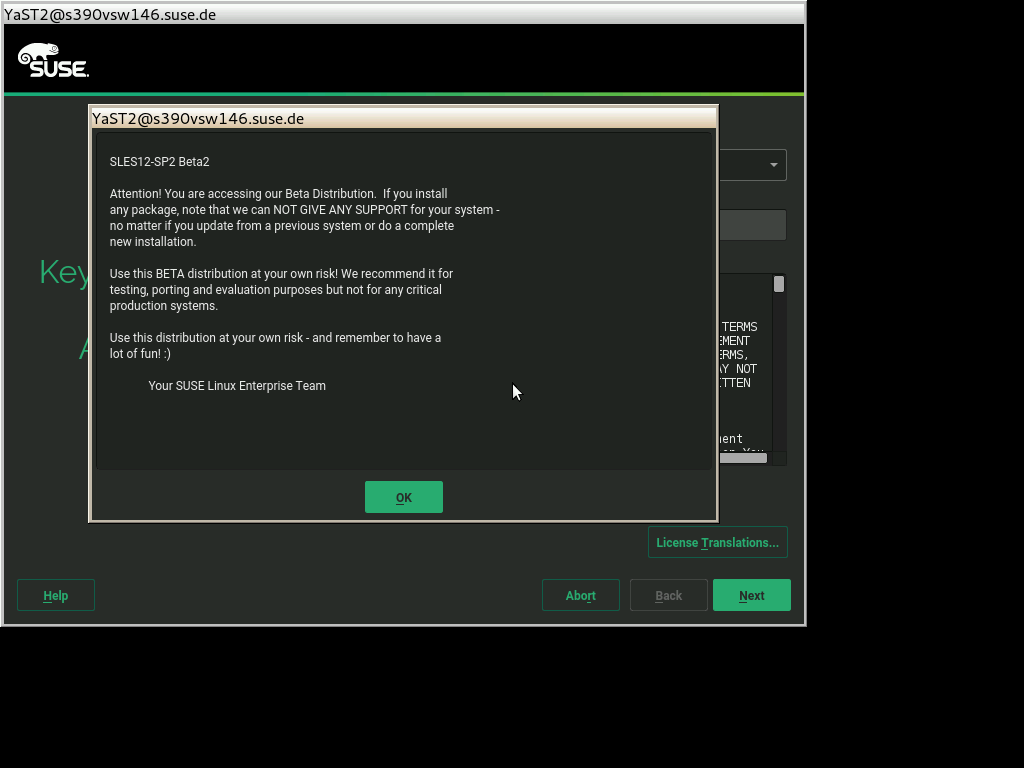 YaST2@s390vsw146.suse.de
SUSE.
YaST2@s390vsw146.suse.de
SLES12-SP2 Beta2
Attention! You are accessing our Beta Distribution. If you install
any package, note that we can NOT GIVE ANY SUPPORT for your system -
no matter if you update from a previous system or do a complete
new installation.
Use this BETA distribution at your own risk! We recommend it for
testing, porting and evaluation purposes but not for any critical
production systems.
Use this distribution at your own risk - and remember to have a
lot of fun! :)
Your SUSE Linux Enterprise Team
OK
Key
TERMS
NOT
License Translations...
Help
Abort
Back
Next